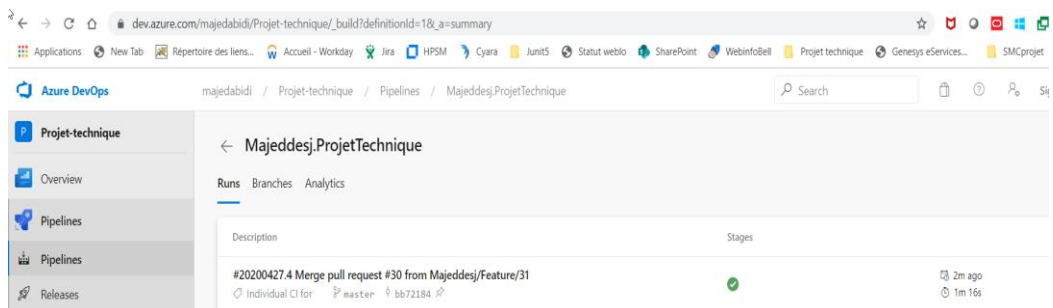 dev.azure.com/majedabidi/Projet-technique/_build?definitionId=1&_a=summary
Applications New Tab Répertoire des liens... Accueil - Workday Jira HPSM Cyara Junit5 Statut weblo SharePoint WebinfoBell Projet technique Genesys eServices... SMCprojet
Azure DevOps majedabidi / Projet-technique / Pipelines / Majeddesj.ProjetTechnique Search
P Projet-technique
← Majeddesj.ProjetTechnique
Overview
Runs Branches Analytics
Pipelines
Description Stages
Pipelines
#20200427.4 Merge pull request #30 from Majeddesj/Feature/31 2m ago
Individual CI for master bb72184 1m 16s
Releases